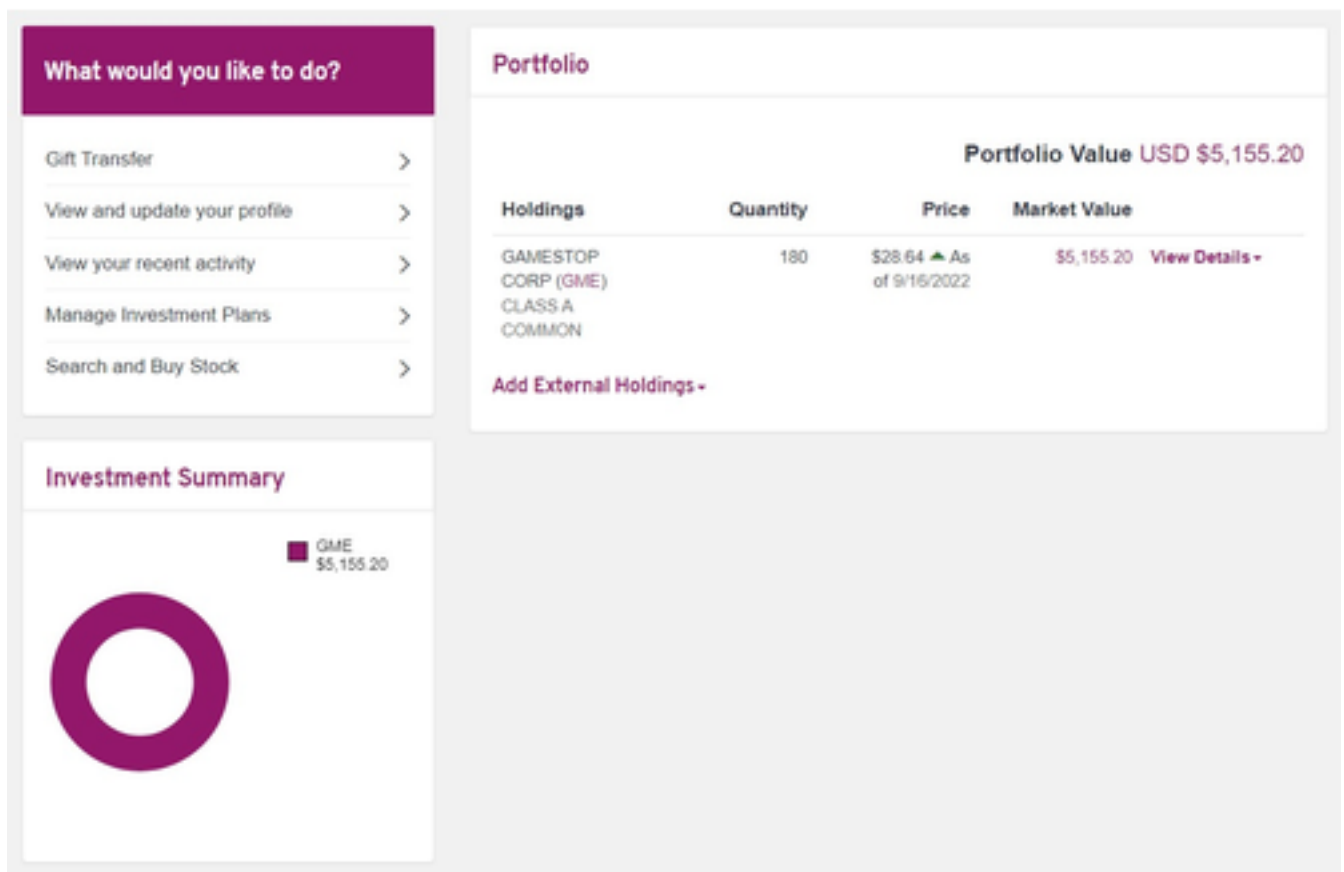 What would you like to do?
Gift Transfer
View and update your profile
View your recent activity
Manage Investment Plans
Search and Buy Stock
Portfolio
Portfolio Value USD $5,155.20
Holdings Quantity Price Market Value
GAMESTOP 180 $28.64 ▲ As $5,155.20 View Details
CORP (GME) of 9/16/2022
CLASS A
COMMON
Add External Holdings
Investment Summary
GME
$5,155.20